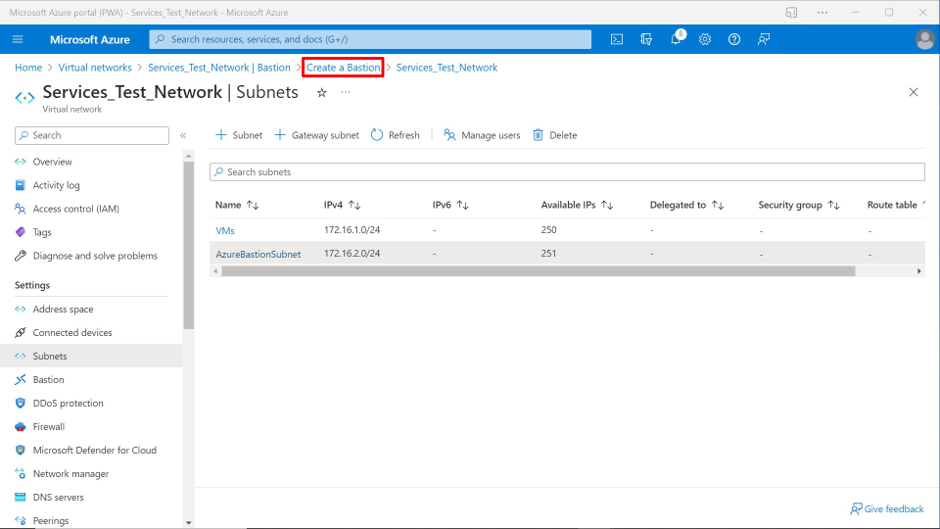 Microsoft Azure portal (PWA) - Services_Test_Network - Microsoft Azure
Microsoft Azure
Search resources, services, and docs (G+/)
8
Home > Virtual networks > Services_Test_Network | Bastion > Create a Bastion > Services_Test_Network
Services_Test_Network | Subnets
Virtual network
Search
Overview
Activity log
Access control (IAM)
Tags
Diagnose and solve problems
Settings
Address space
Connected devices
Subnets
Bastion
DDoS protection
Firewall
Microsoft Defender for Cloud
Network manager
DNS servers
Peerings
+ Subnet + Gateway subnet Refresh Manage users Delete
Search subnets
Name ↑↓ IPv4 ↑↓ IPv6 ↑↓ Available IPs ↑↓ Delegated to ↑↓ Security group ↑↓ Route table
VMs 172.16.1.0/24 - 250 - - -
AzureBastionSubnet 172.16.2.0/24 - 251 - - -
Give feedback